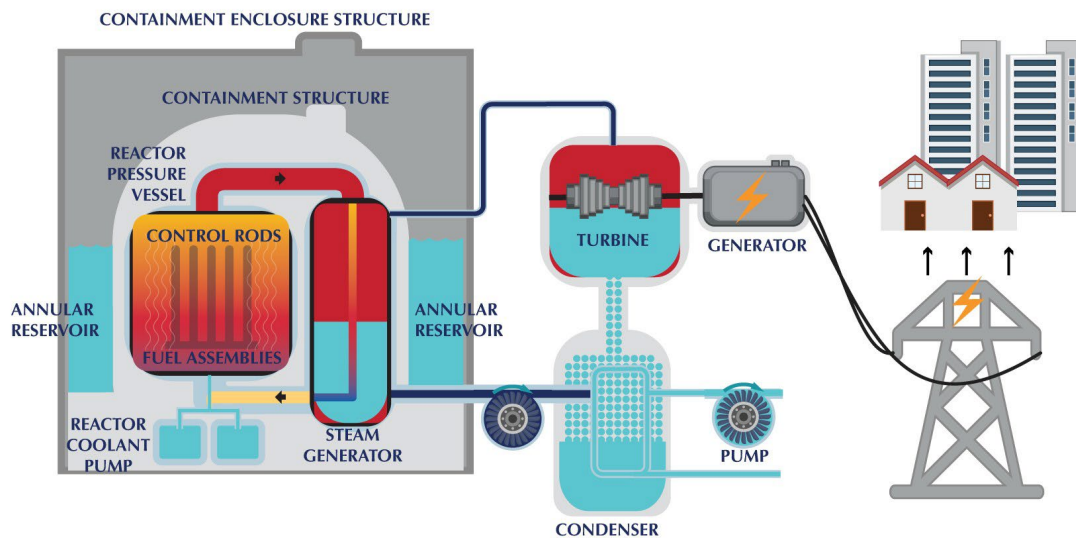 CONTAINMENT ENCLOSURE STRUCTURE
CONTAINMENT STRUCTURE
REACTOR
PRESSURE
VESSEL
CONTROL RODS
TURBINE
GENERATOR
ANNULAR
RESERVOIR
ANNULAR
RESERVOIR
FUEL ASSEMBLIES
REACTOR
COOLANT
PUMP
STEAM
GENERATOR
PUMP
CONDENSER